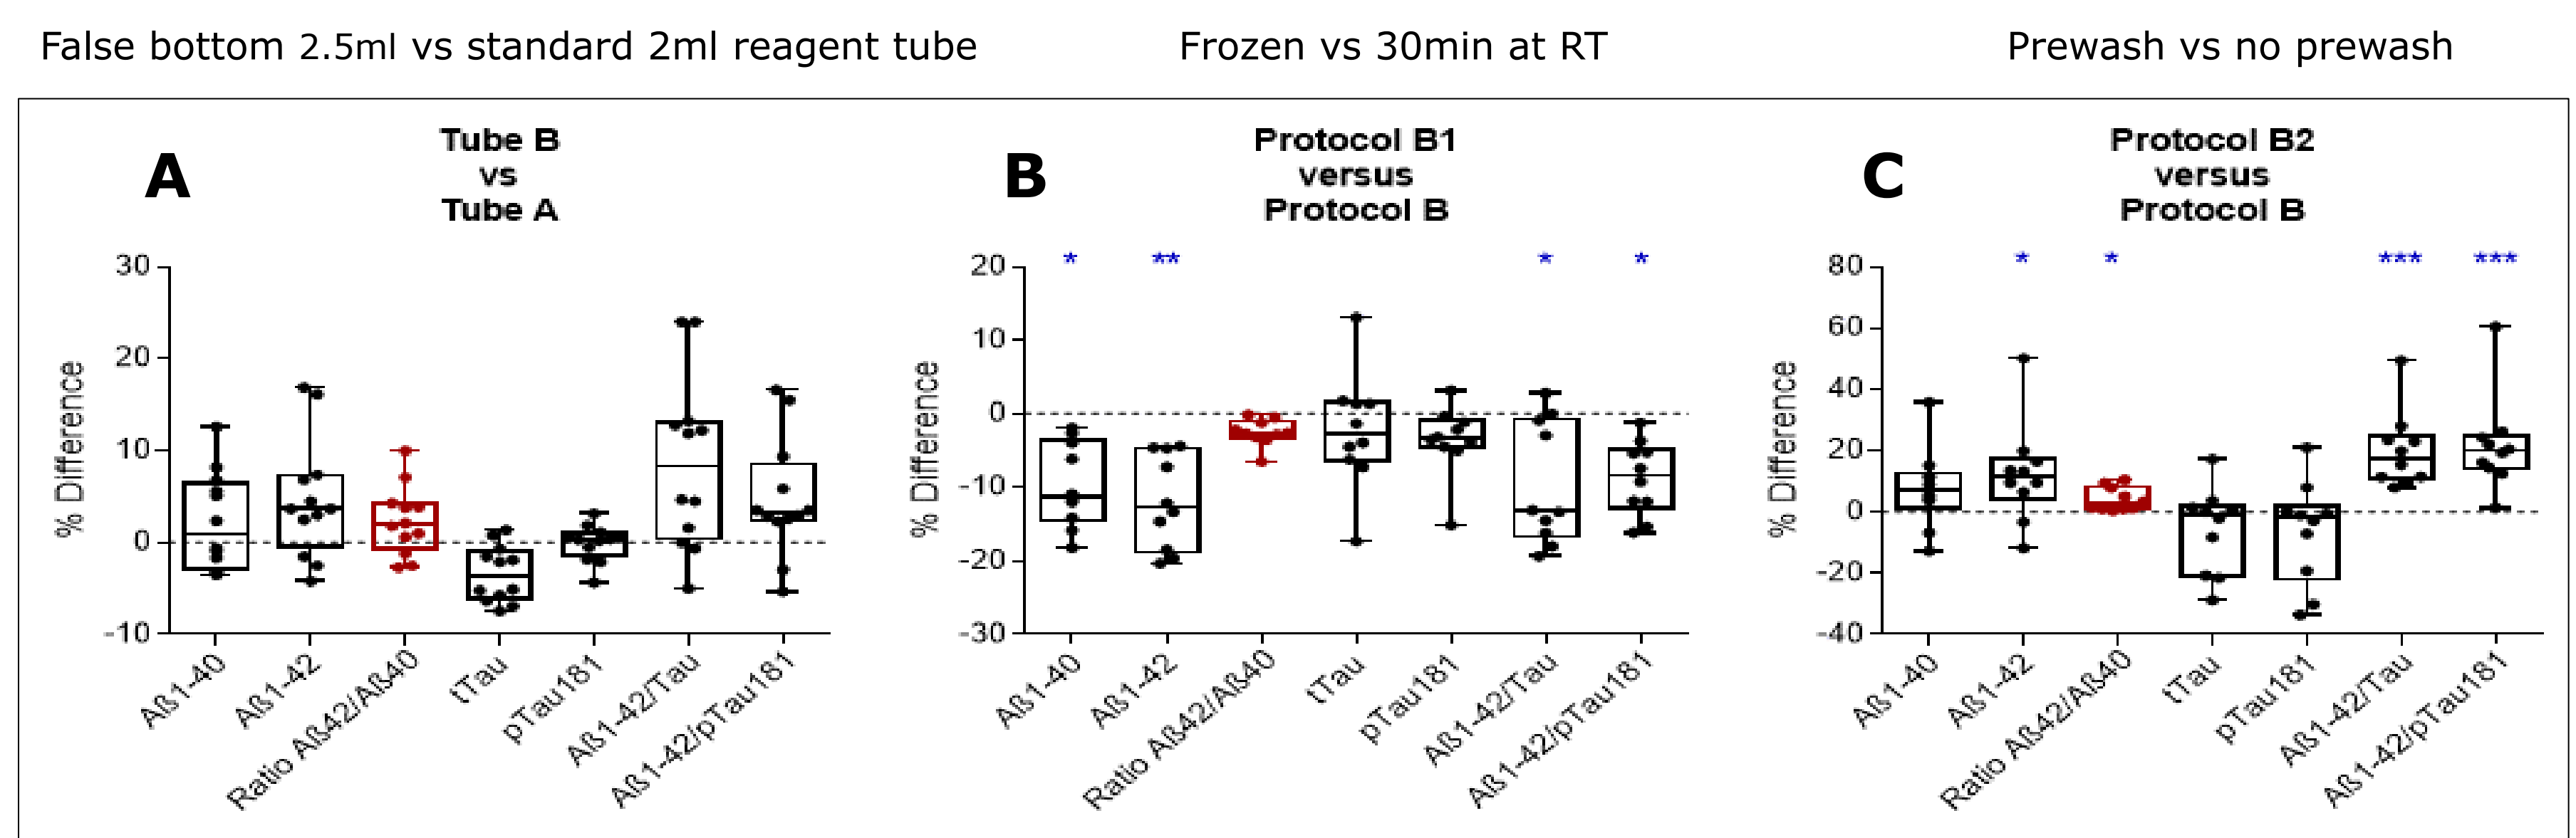 False bottom 2.5ml vs standard 2ml reagent tube
Frozen vs 30min at RT
Prewash vs no prewash
A
Tube B
vs
Tube A
% Difference
30
20
10
0
-10
Aß1-40
Aß1-42
Ratio Aß42/Aß40
tTau
pTau181
Aß1-42/Tau
Aß1-42/pTau181
B
Protocol B1
versus
Protocol B
* ** * *
% Difference
20
10
0
-10
-20
-30
Aß1-40
Aß1-42
Ratio Aß42/Aß40
tTau
pTau181
Aß1-42/Tau
Aß1-42/pTau181
C
Protocol B2
versus
Protocol B
* * *** ***
% Difference
80
60
40
20
0
-20
-40
Aß1-40
Aß1-42
Ratio Aß42/Aß40
tTau
pTau181
Aß1-42/Tau
Aß1-42/pTau181